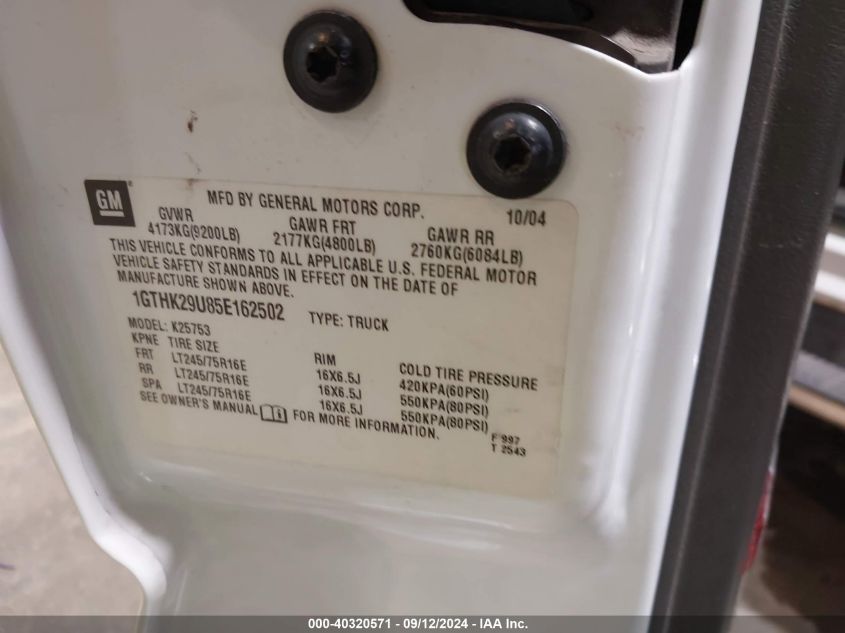 GM MFD BY GENERAL MOTORS CORP. 10/04
GVWR GAWR FRT GAWR RR
4173KG(9200LB) 2177KG(4800LB) 2760KG(6084LB)
THIS VEHICLE CONFORMS TO ALL APPLICABLE U.S. FEDERAL MOTOR
VEHICLE SAFETY STANDARDS IN EFFECT ON THE DATE OF
MANUFACTURE SHOWN ABOVE.
1GTHK29U85E162502 TYPE: TRUCK
MODEL: K25753
KPNE TIRE SIZE RIM COLD TIRE PRESSURE
FRT LT245/75R16E 16X6.5J 420KPA(60PSI)
RR LT245/75R16E 16X6.5J 550KPA(80PSI)
SPA LT245/75R16E 16X6.5J 550KPA(80PSI)
SEE OWNER'S MANUAL FOR MORE INFORMATION.
F 997
T 2543
000-40320571 - 09/12/2024 - IAA Inc.